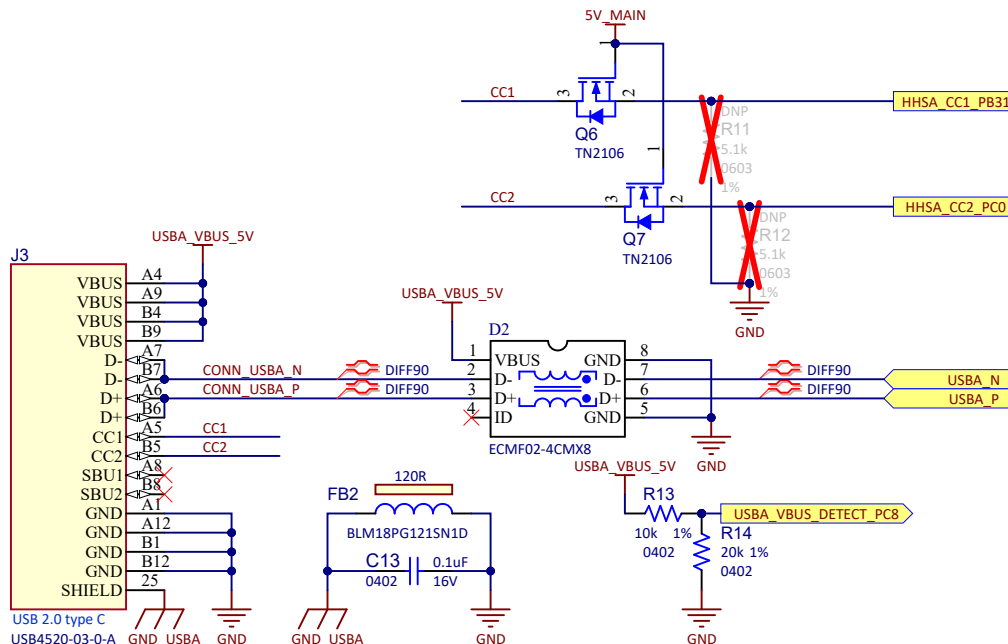 5V_MAIN
1
CC1
3
2
HHSA_CC1_PB31
Q6
TN2106
DNP
R11
5.1k
0603
1%
1
CC2
3
2
HHSA_CC2_PC0
Q7
TN2106
DNP
R12
5.1k
0603
1%
GND
J3
USBA_VBUS_5V
VBUS A4
VBUS A9
VBUS B4
VBUS B9
D- A7
D- B7
D+ A6
D+ B6
CC1 A5
CC2 B5
SBU1 A8
SBU2 B8
GND A1
GND A12
GND B1
GND B12
SHIELD 25
USB 2.0 type C
USB4520-03-0-A
GND USBA
GND
CONN_USBA_N
DIFF90
CONN_USBA_P
DIFF90
CC1
CC2
USBA_VBUS_5V
D2
1 VBUS GND 8
2 D- D- 7
3 D+ D+ 6
4 ID GND 5
ECMF02-4CMX8
DIFF90
USBA_N
DIFF90
USBA_P
GND
120R
FB2
BLM18PG121SN1D
C13 0.1uF
0402 16V
GND USBA
GND
USBA_VBUS_5V
R13
10k 1%
0402
USBA_VBUS_DETECT_PC8
R14
20k 1%
0402
GND